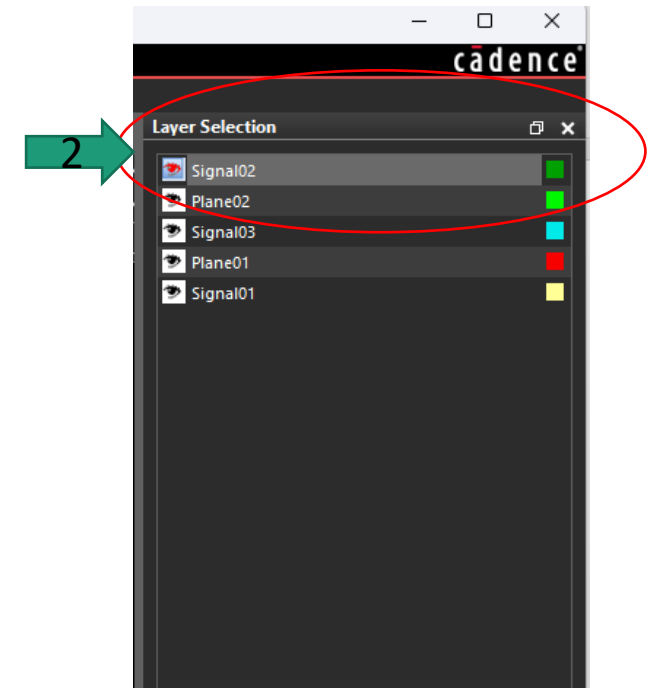 cādence
Layer Selection
2
Signal02
Plane02
Signal03
Plane01
Signal01